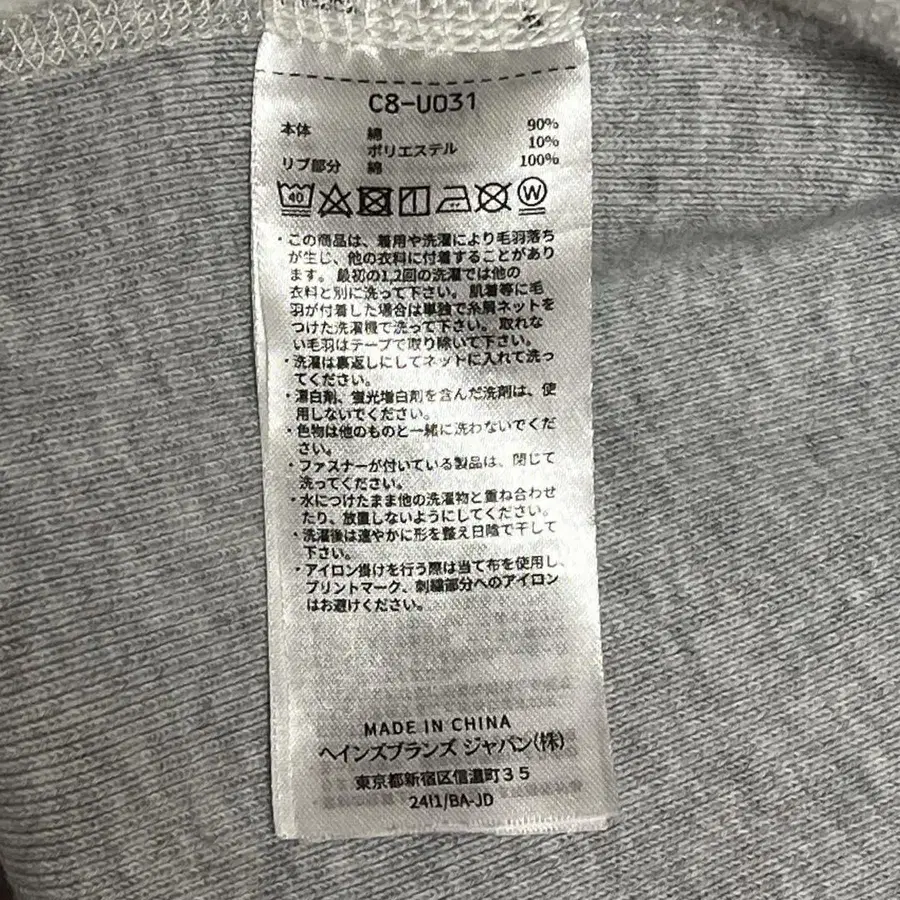 C8-U031
本体 綿 90%
ポリエステル 10%
リブ部分 綿 100%
40 W
・この商品は、着用や洗濯により毛羽落ち
が生じ、他の衣料に付着することがあり
ます。最初の1,2回の洗濯では他の
衣料と別に洗って下さい。肌着等に毛
羽が付着した場合は単独で糸屑ネットを
つけた洗濯機で洗って下さい。取れな
い毛羽はテープで取り除いて下さい。
・洗濯は裏返しにしてネットに入れて洗っ
てください。
・漂白剤、蛍光増白剤を含んだ洗剤は、使
用しないでください。
・色物は他のものと一緒に洗わないでくだ
さい。
・ファスナーが付いている製品は、閉じて
洗ってください。
・水につけたまま他の洗濯物と重ね合わせ
たり、放置しないようにしてください。
・洗濯後は速やかに形を整え日陰で干して
下さい。
・アイロン掛けを行う際は当て布を使用し、
プリントマーク、刺繍部分へのアイロン
はお避けください。
MADE IN CHINA
ヘインズブランズ ジャパン(株)
東京都新宿区信濃町35
24I1/BA-JD